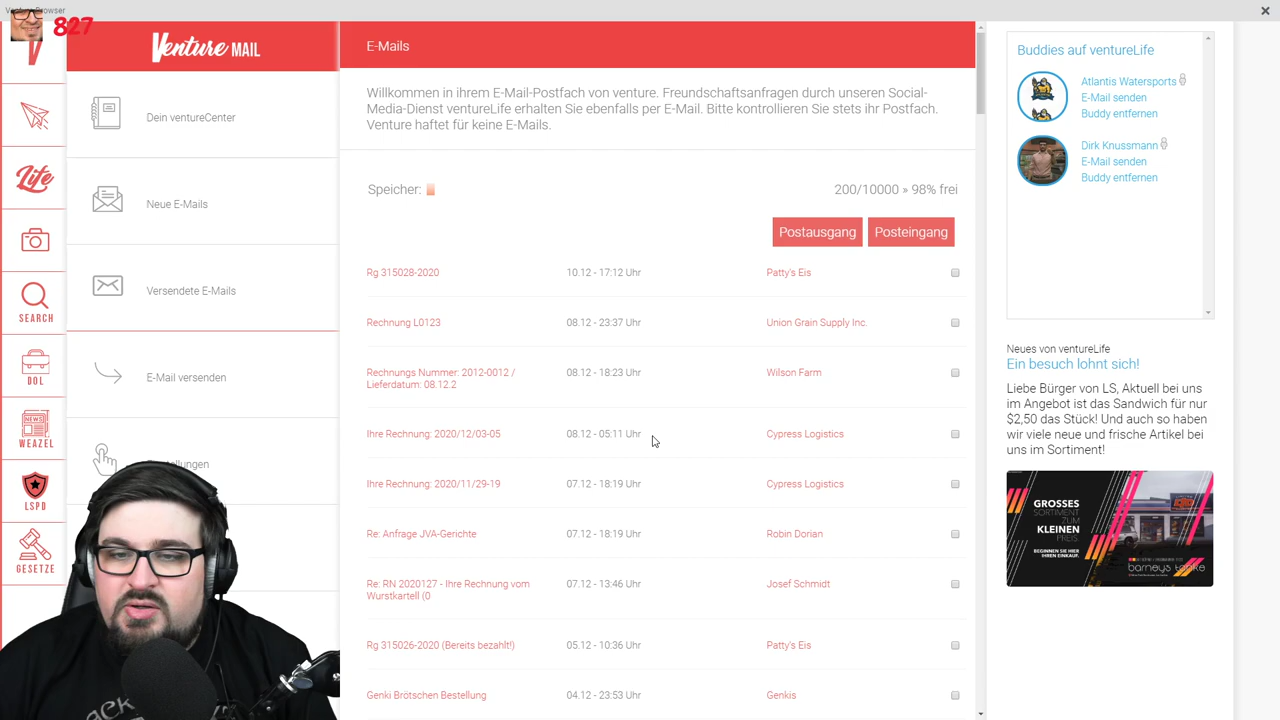 Venture Browser
827
V
Life
SEARCH
DOL
NEWS
WEAZEL
LSPD
GESETZE
Venture MAIL
Dein ventureCenter
Neue E-Mails
Versendete E-Mails
E-Mail versenden
E-Mails
Willkommen in ihrem E-Mail-Postfach von venture. Freundschaftsanfragen durch unseren Social-
Media-Dienst ventureLife erhalten Sie ebenfalls per E-Mail. Bitte kontrollieren Sie stets ihr Postfach.
Venture haftet für keine E-Mails.
Speicher:
200/10000 » 98% frei
Postausgang
Posteingang
Rg 315028-2020 10.12 - 17:12 Uhr Patty's Eis
Rechnung L0123 08.12 - 23:37 Uhr Union Grain Supply Inc.
Rechnungs Nummer: 2012-0012 / 08.12 - 18:23 Uhr Wilson Farm
Lieferdatum: 08.12.2
Ihre Rechnung: 2020/12/03-05 08.12 - 05:11 Uhr Cypress Logistics
Ihre Rechnung: 2020/11/29-19 07.12 - 18:19 Uhr Cypress Logistics
Re: Anfrage JVA-Gerichte 07.12 - 18:19 Uhr Robin Dorian
Re: RN 2020127 - Ihre Rechnung vom 07.12 - 13:46 Uhr Josef Schmidt
Wurstkartell (0
Rg 315026-2020 (Bereits bezahlt!) 05.12 - 10:36 Uhr Patty's Eis
Genki Brötschen Bestellung 04.12 - 23:53 Uhr Genkis
Buddies auf ventureLife
Atlantis Watersports
E-Mail senden
Buddy entfernen
Dirk Knussmann
E-Mail senden
Buddy entfernen
Neues von ventureLife
Ein besuch lohnt sich!
Liebe Bürger von LS, Aktuell bei uns
im Angebot ist das Sandwich für nur
$2,50 das Stück! Und auch so haben
wir viele neue und frische Artikel bei
uns im Sortiment!
GROSSES
SORTIMENT
ZUM
KLEINEN
PREIS.
BEGINNEN SIE HIER
IHREN EINKAUF.
barneys tanke